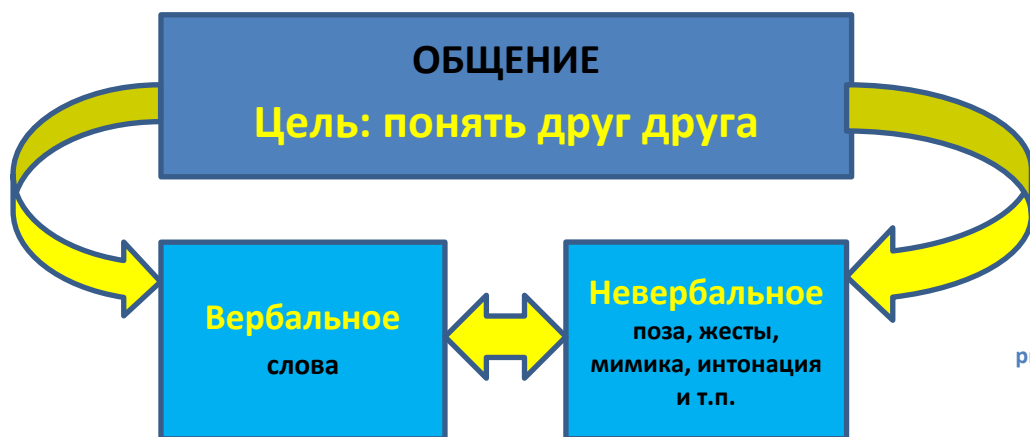 ОБЩЕНИЕ
Цель: понять друг друга
Вербальное
слова
Невербальное
поза, жесты,
мимика, интонация
и т.п.